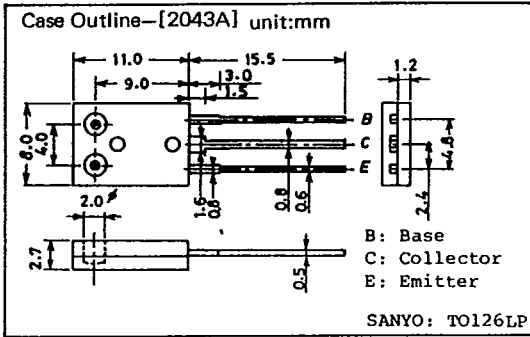 Case Outline—[2043A] unit:mm
11.0 15.5
9.0 3.0
1.5
1.2
8.0
4.0
B
C
E
4.8
2.4
2.0 ø
1.6
0.8
0.8
0.6
2.7
0.5
B: Base
C: Collector
E: Emitter
SANYO: TO126LP